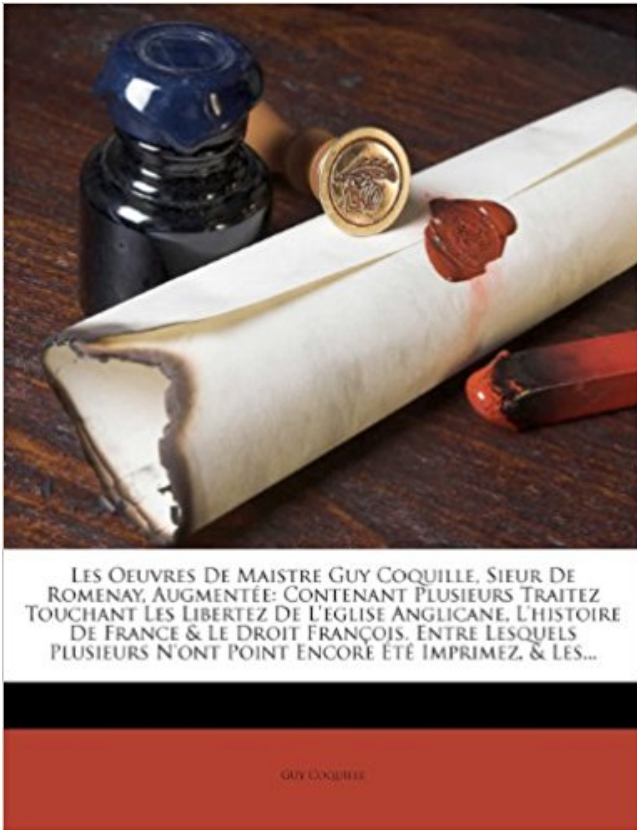 LES OEUVRES DE MAISTRE GUY COQUILLE, SIEUR DE
ROMENAY, AUGMENTÉE: CONTENANT PLUSIEURS TRAITEZ
TOUCHANT LES LIBERTEZ DE L'EGLISE ANGLICANE, L'HISTOIRE
DE FRANCE & LE DROIT FRANÇOIS. ENTRE LESQUELS
PLUSIEURS N'ONT POINT ENCORE ÉTÉ IMPRIMEZ, & LES...
GUY COQUILLE